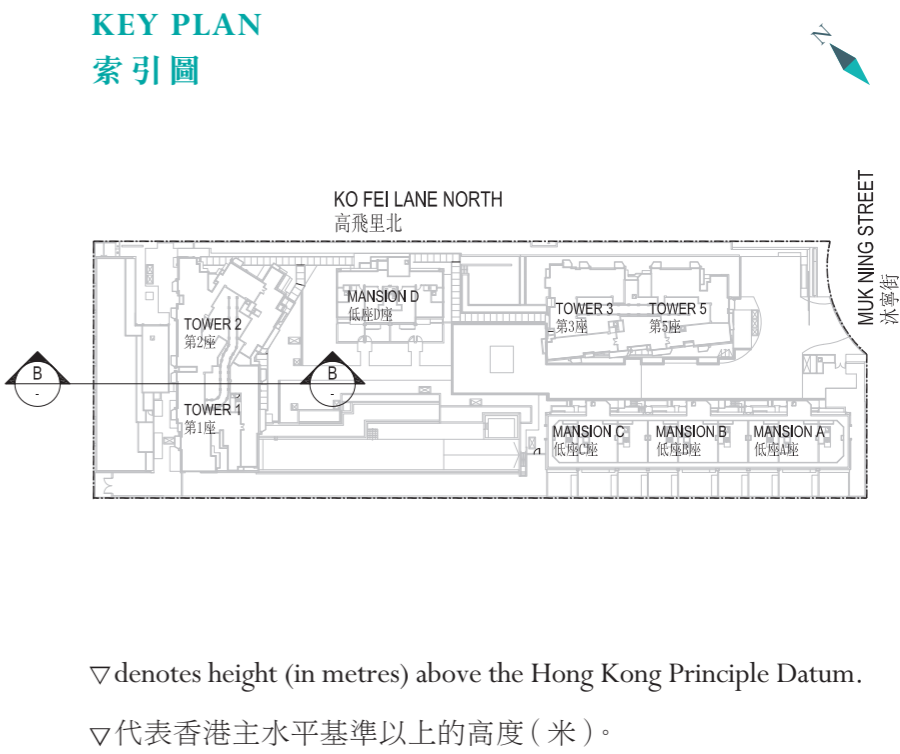 KEY PLAN
索引圖
N
KO FEI LANE NORTH
高飛里北
MUK NING STREET
沐寧街
MANSION D
低座D座
TOWER 2
第2座
TOWER 3
第3座
TOWER 5
第5座
B
-
B
-
TOWER 1
第1座
MANSION C
低座C座
MANSION B
低座B座
MANSION A
低座A座
▽denotes height (in metres) above the Hong Kong Principle Datum.
▽代表香港主水平基準以上的高度(米)。